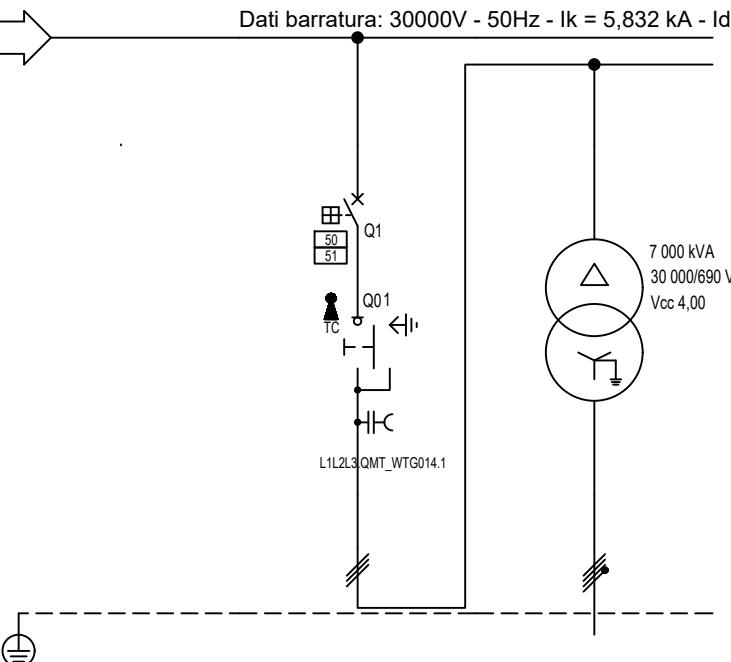 Dati barratura: 30000V - 50Hz - Ik = 5,832 kA - Id
Q1
50
51
7 000 kVA
30 000/690 V
Vcc 4,00
Q01
TC
L1L2L3.QMT_WTG014.1